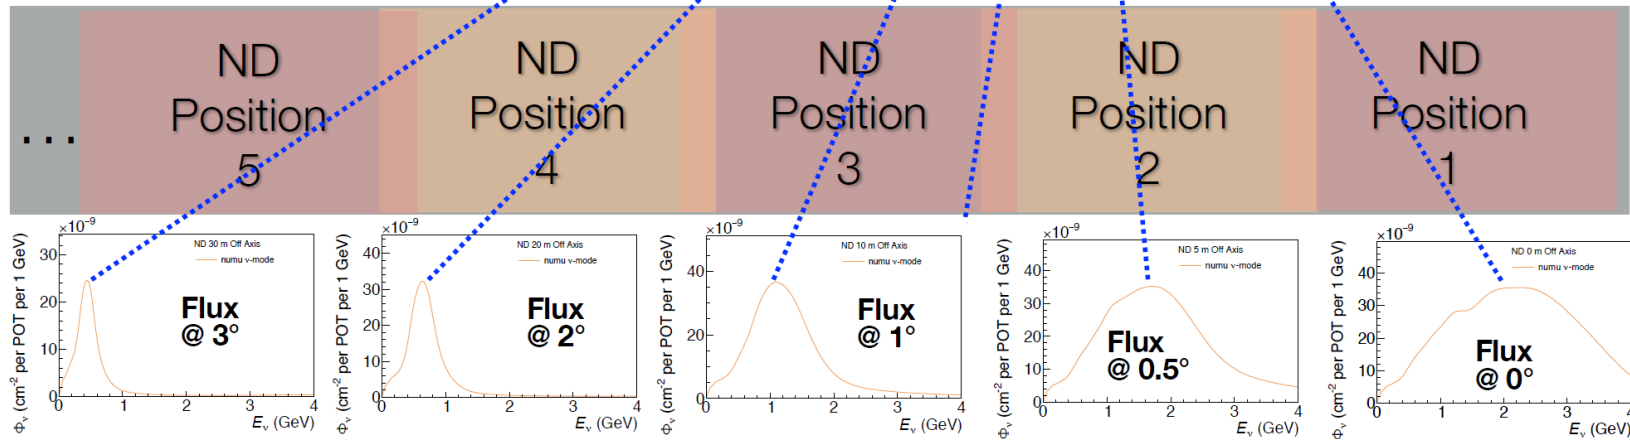 ...
ND
Position
5
ND
Position
4
ND
Position
3
ND
Position
2
ND
Position
1
×10⁻⁹
Φν (cm⁻² per POT per 1 GeV)
30
20
10
0
ND 30 m Off Axis
numu ν-mode
Flux
@ 3°
0 1 2 3 4
Eν (GeV)
×10⁻⁹
Φν (cm⁻² per POT per 1 GeV)
40
30
20
10
0
ND 20 m Off Axis
numu ν-mode
Flux
@ 2°
0 1 2 3 4
Eν (GeV)
×10⁻⁹
Φν (cm⁻² per POT per 1 GeV)
40
20
0
ND 10 m Off Axis
numu ν-mode
Flux
@ 1°
0 1 2 3 4
Eν (GeV)
×10⁻⁹
Φν (cm⁻² per POT per 1 GeV)
40
30
20
10
0
ND 5 m Off Axis
numu ν-mode
Flux
@ 0.5°
0 1 2 3 4
Eν (GeV)
×10⁻⁹
Φν (cm⁻² per POT per 1 GeV)
40
30
20
10
0
ND 0 m Off Axis
numu ν-mode
Flux
@ 0°
0 1 2 3 4
Eν (GeV)